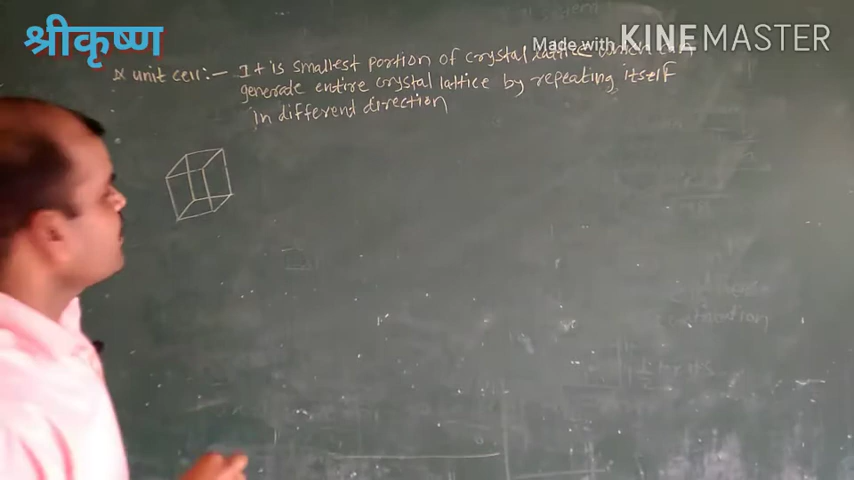 श्रीकृष्ण
Made with KINEMASTER
* unit cell:- It is smallest portion of crystal lattice which can
generate entire crystal lattice by repeating itself
in different direction